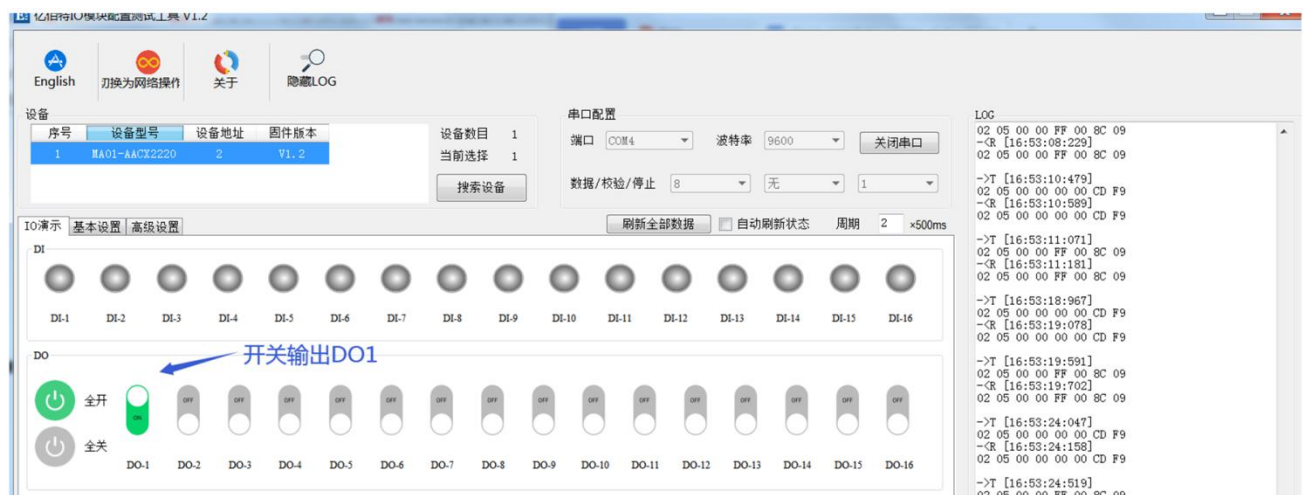 亿佰特IO模块配置测试工具 V1.2
English 切换为网络操作 关于 隐藏LOG
设备
序号 设备型号 设备地址 固件版本
1 MA01-AACX2220 2 V1.2
设备数目 1
当前选择 1
搜索设备
串口配置
端口 COM4 波特率 9600 关闭串口
数据/校验/停止 8 无 1
IO演示 基本设置 高级设置
刷新全部数据 自动刷新状态 周期 2 ×500ms
DI
DI-1 DI-2 DI-3 DI-4 DI-5 DI-6 DI-7 DI-8 DI-9 DI-10 DI-11 DI-12 DI-13 DI-14 DI-15 DI-16
DO
开关输出DO1
全开
ON OFF OFF OFF OFF OFF OFF OFF OFF OFF OFF OFF OFF OFF OFF OFF
全关
DO-1 DO-2 DO-3 DO-4 DO-5 DO-6 DO-7 DO-8 DO-9 DO-10 DO-11 DO-12 DO-13 DO-14 DO-15 DO-16
LOG
02 05 00 00 FF 00 8C 09
-<R [16:53:08:229]
02 05 00 00 FF 00 8C 09
->T [16:53:10:479]
02 05 00 00 00 00 CD F9
-<R [16:53:10:589]
02 05 00 00 00 00 CD F9
->T [16:53:11:071]
02 05 00 00 FF 00 8C 09
-<R [16:53:11:181]
02 05 00 00 FF 00 8C 09
->T [16:53:18:967]
02 05 00 00 00 00 CD F9
-<R [16:53:19:078]
02 05 00 00 00 00 CD F9
->T [16:53:19:591]
02 05 00 00 FF 00 8C 09
-<R [16:53:19:702]
02 05 00 00 FF 00 8C 09
->T [16:53:24:047]
02 05 00 00 00 00 CD F9
-<R [16:53:24:158]
02 05 00 00 00 00 CD F9
->T [16:53:24:519]
02 05 00 00 FF 00 8C 09